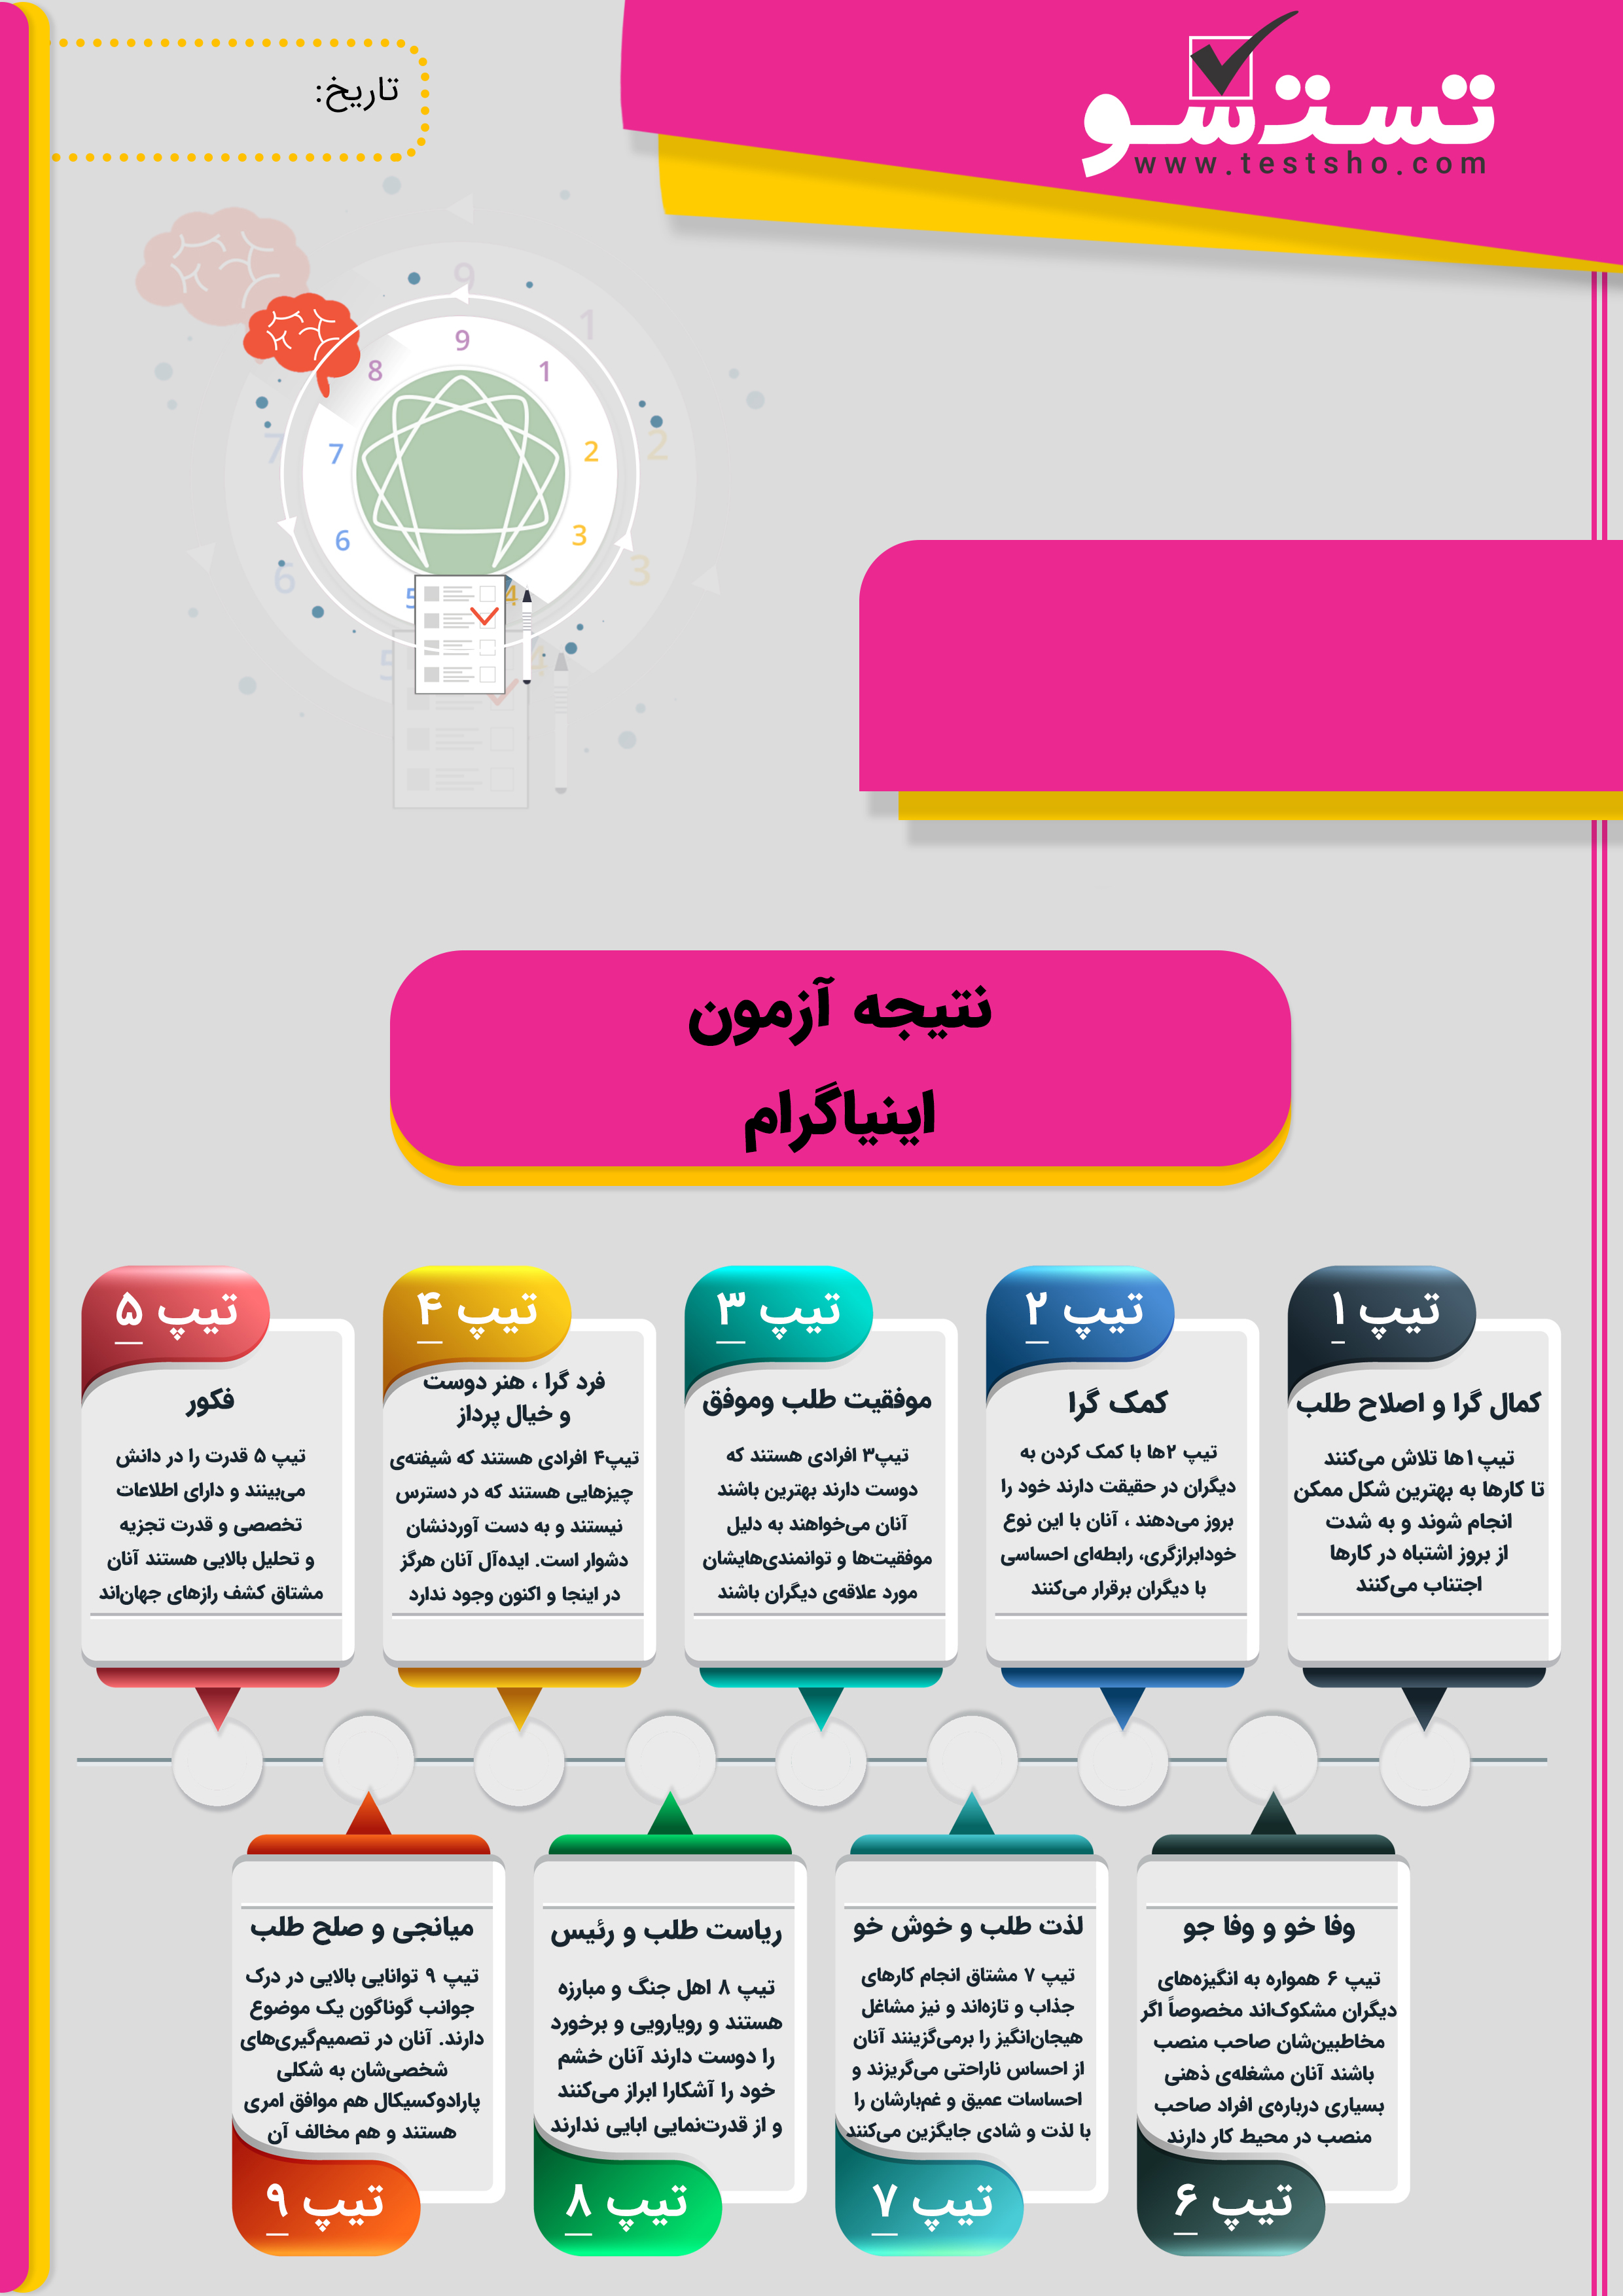 تستشو
www.testsho.com
تاریخ:
9
1
8
9
1
7
7
2
2
6
6
3
3
5
4
5
4
نتیجه آزمون
اینیاگرام
تیپ ۱
کمال گرا و اصلاح طلب
تیپ۱ها تلاش می‌کنند
تا کارها به بهترین شکل ممکن
انجام شوند و به شدت
از بروز اشتباه در کارها
اجتناب می‌کنند
تیپ ۲
کمک گرا
تیپ ۲ها با کمک کردن به
دیگران در حقیقت دارند خود را
بروز می‌دهند ، آنان با این نوع
خودابرازگری، رابطه‌ای احساسی
با دیگران برقرار می‌کنند
تیپ ۳
موفقیت طلب وموفق
تیپ۳ افرادی هستند که
دوست دارند بهترین باشند
آنان می‌خواهند به دلیل
موفقیت‌ها و توانمندی‌هایشان
مورد علاقه‌ی دیگران باشند
تیپ ۴
فرد گرا ، هنر دوست
و خیال پرداز
تیپ۴ افرادی هستند که شیفته‌ی
چیزهایی هستند که در دسترس
نیستند و به دست آوردنشان
دشوار است. ایده‌آل آنان هرگز
در اینجا و اکنون وجود ندارد
تیپ ۵
فکور
تیپ ۵ قدرت را در دانش
می‌بینند و دارای اطلاعات
تخصصی و قدرت تجزیه
و تحلیل بالایی هستند آنان
مشتاق کشف رازهای جهان‌اند
وفا خو و وفا جو
تیپ ۶ همواره به انگیزه‌های
دیگران مشکوک‌اند مخصوصاً اگر
مخاطبین‌شان صاحب منصب
باشند آنان مشغله‌ی ذهنی
بسیاری درباره‌ی افراد صاحب
منصب در محیط کار دارند
تیپ ۶
لذت طلب و خوش خو
تیپ ۷ مشتاق انجام کارهای
جذاب و تازه‌اند و نیز مشاغل
هیجان‌انگیز را برمی‌گزینند آنان
از احساس ناراحتی می‌گریزند و
احساسات عمیق و غم‌بارشان را
با لذت و شادی جایگزین می‌کنند
تیپ ۷
ریاست طلب و رئیس
تیپ ۸ اهل جنگ و مبارزه
هستند و رویارویی و برخورد
را دوست دارند آنان خشم
خود را آشکارا ابراز می‌کنند
و از قدرت‌نمایی ابایی ندارند
تیپ ۸
میانجی و صلح طلب
تیپ ۹ توانایی بالایی در درک
جوانب گوناگون یک موضوع
دارند. آنان در تصمیم‌گیری‌های
شخصی‌شان به شکلی
پارادوکسیکال هم موافق امری
هستند و هم مخالف آن
تیپ ۹